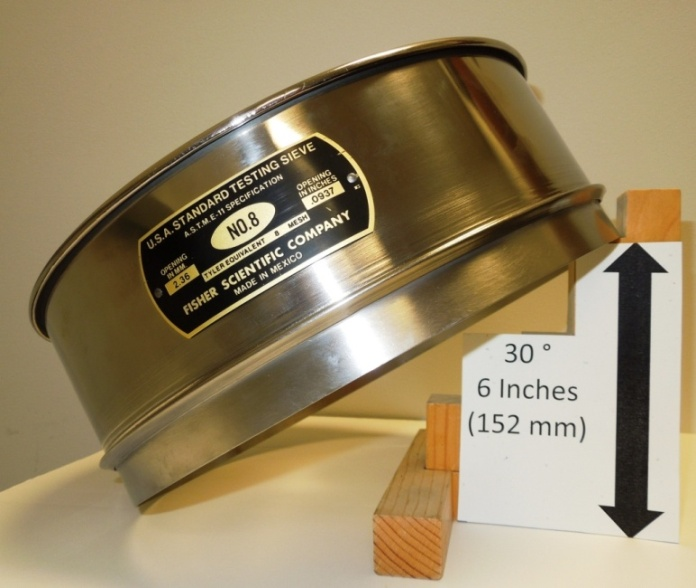 U.S.A. STANDARD TESTING SIEVE
A.S.T.M. E-11 SPECIFICATION
OPENING
IN MM
2.36
NO.8
OPENING
IN INCHES
.0937
TYLER EQUIVALENT 8 MESH
FISHER SCIENTIFIC COMPANY
MADE IN MEXICO
30 °
6 Inches
(152 mm)